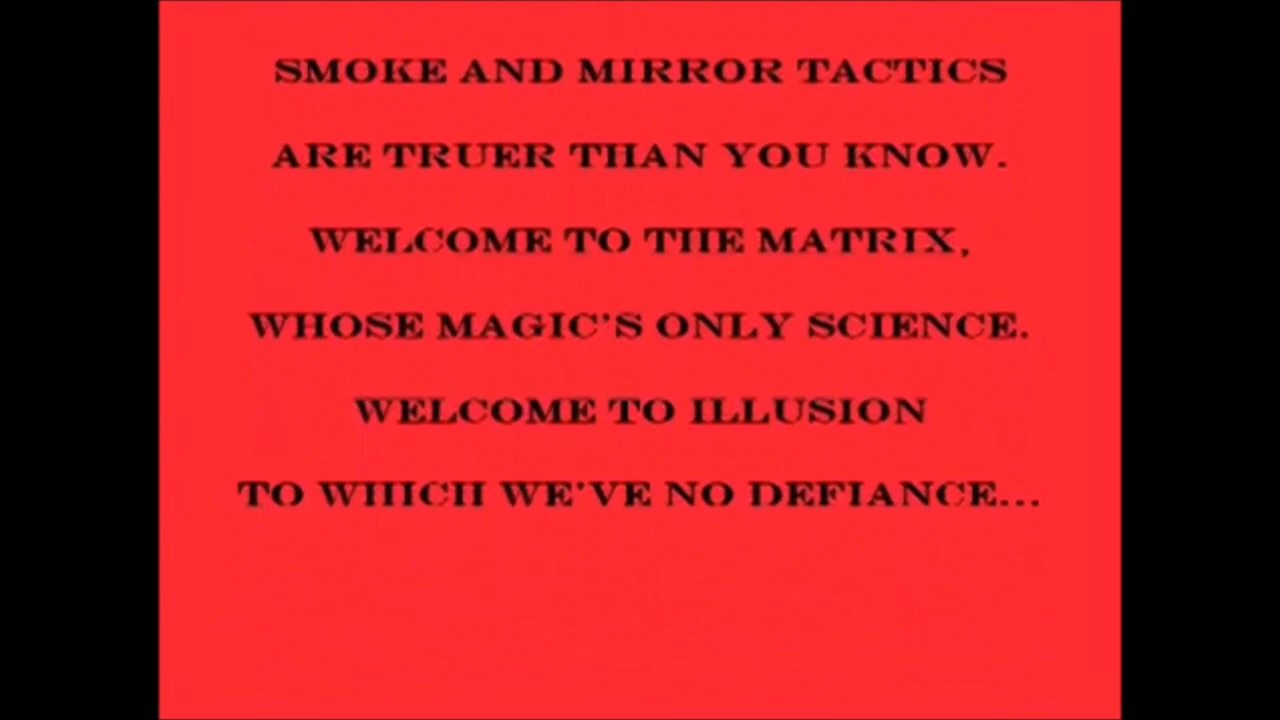 SMOKE AND MIRROR TACTICS
ARE TRUER THAN YOU KNOW.
WELCOME TO THE MATRIX,
WHOSE MAGIC'S ONLY SCIENCE.
WELCOME TO ILLUSION
TO WHICH WE'VE NO DEFIANCE...